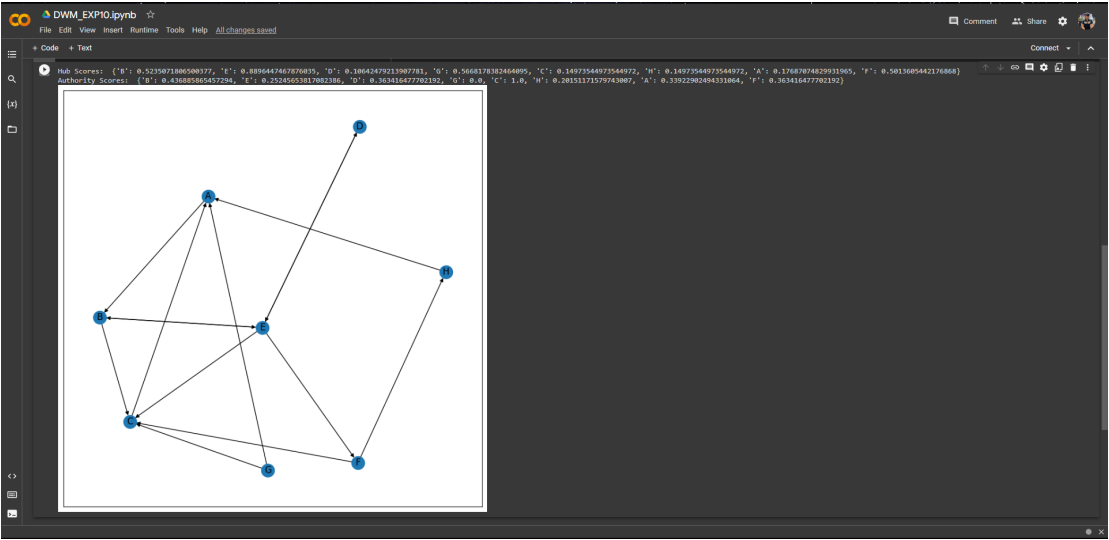 DWM_EXP10.ipynb
Comment Share
File Edit View Insert Runtime Tools Help All changes saved
+ Code + Text
Connect
{x}
Hub Scores: {'B': 0.5235071806500377, 'E': 0.8896447467876035, 'D': 0.10642479213907781, 'G': 0.5668178382464095, 'C': 0.14973544973544972, 'H': 0.14973544973544972, 'A': 0.17687074829931965, 'F': 0.5013605442176868}
Authority Scores: {'B': 0.436885865457294, 'E': 0.25245653817082386, 'D': 0.363416477702192, 'G': 0.0, 'C': 1.0, 'H': 0.20151171579743007, 'A': 0.33922902494331064, 'F': 0.363416477702192}
D
A
H
B
E
C
F
G